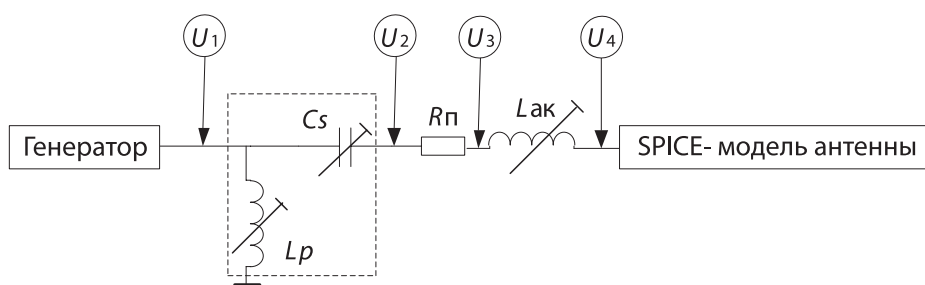 U1
U2
U3
U4
Cs
Rп
Lак
Генератор
SPICE- модель антенны
Lp